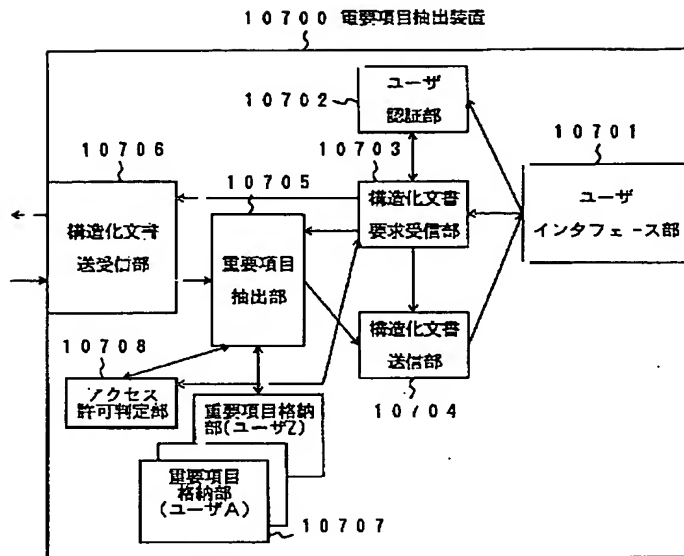 10700 重要項目抽出装置
10702
ユーザ
認証部
10701
ユーザ
インタフェース部
10706
構造化文書
送受信部
10705
重要項目
抽出部
10703
構造化文書
要求受信部
構造化文書
送信部
10704
10708
アクセス
許可判定部
重要項目格納
部(ユーザZ)
重要項目
格納部
(ユーザA)
10707